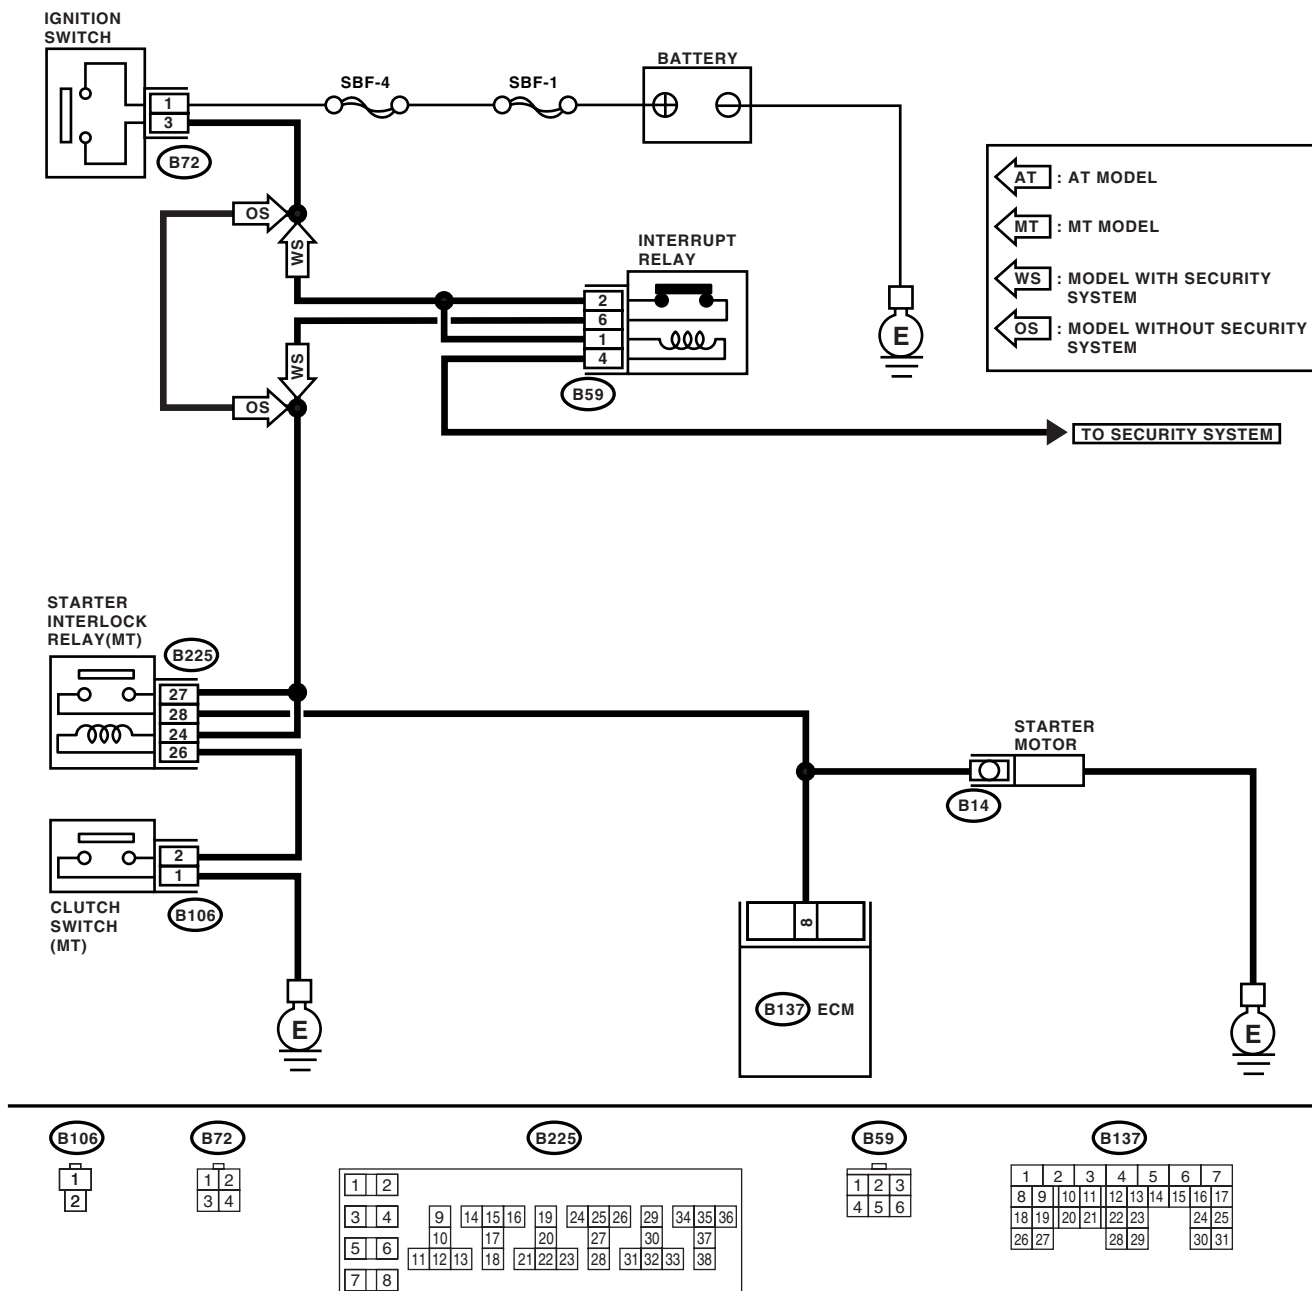 IGNITION
SWITCH
SBF-4
SBF-1
BATTERY
1
3
B72
AT : AT MODEL
MT : MT MODEL
WS : MODEL WITH SECURITY
SYSTEM
OS : MODEL WITHOUT SECURITY
SYSTEM
OS
WS
INTERRUPT
RELAY
2
6
1
4
B59
E
WS
OS
TO SECURITY SYSTEM
STARTER
INTERLOCK
RELAY(MT)
B225
27
28
24
26
STARTER
MOTOR
B14
2
1
CLUTCH
SWITCH
(MT)
B106
8
B137 ECM
E
E
B106
B72
B225
B59
B137
1
2
1 2
3 4
1 2
3 4
5 6
7 8
9 14 15 16 19 24 25 26 29 34 35 36
10 17 20 27 30 37
11 12 13 18 21 22 23 28 31 32 33 38
1 2 3
4 5 6
1 2 3 4 5 6 7
8 9 10 11 12 13 14 15 16 17
18 19 20 21 22 23 24 25
26 27 28 29 30 31